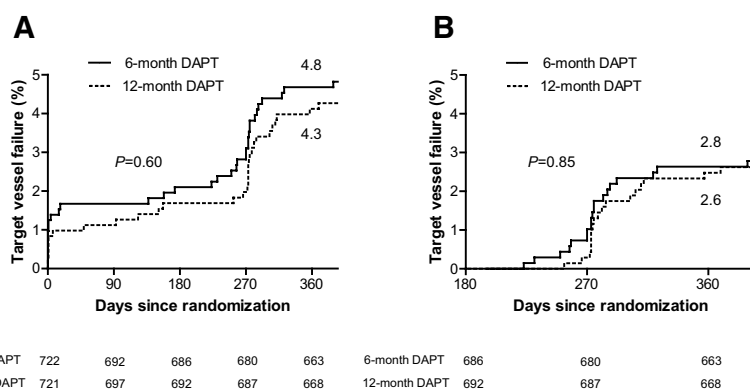 A
B
6-month DAPT
12-month DAPT
4.8
4.3
P=0.60
Target vessel failure (%)
5
4
3
2
1
0
0 90 180 270 360
Days since randomization
6-month DAPT
12-month DAPT
2.8
2.6
P=0.85
Target vessel failure (%)
5
4
3
2
1
0
180 270 360
Days since randomization
DAPT 722 692 686 680 663
DAPT 721 697 692 687 668
6-month DAPT 686 680 663
12-month DAPT 692 687 668